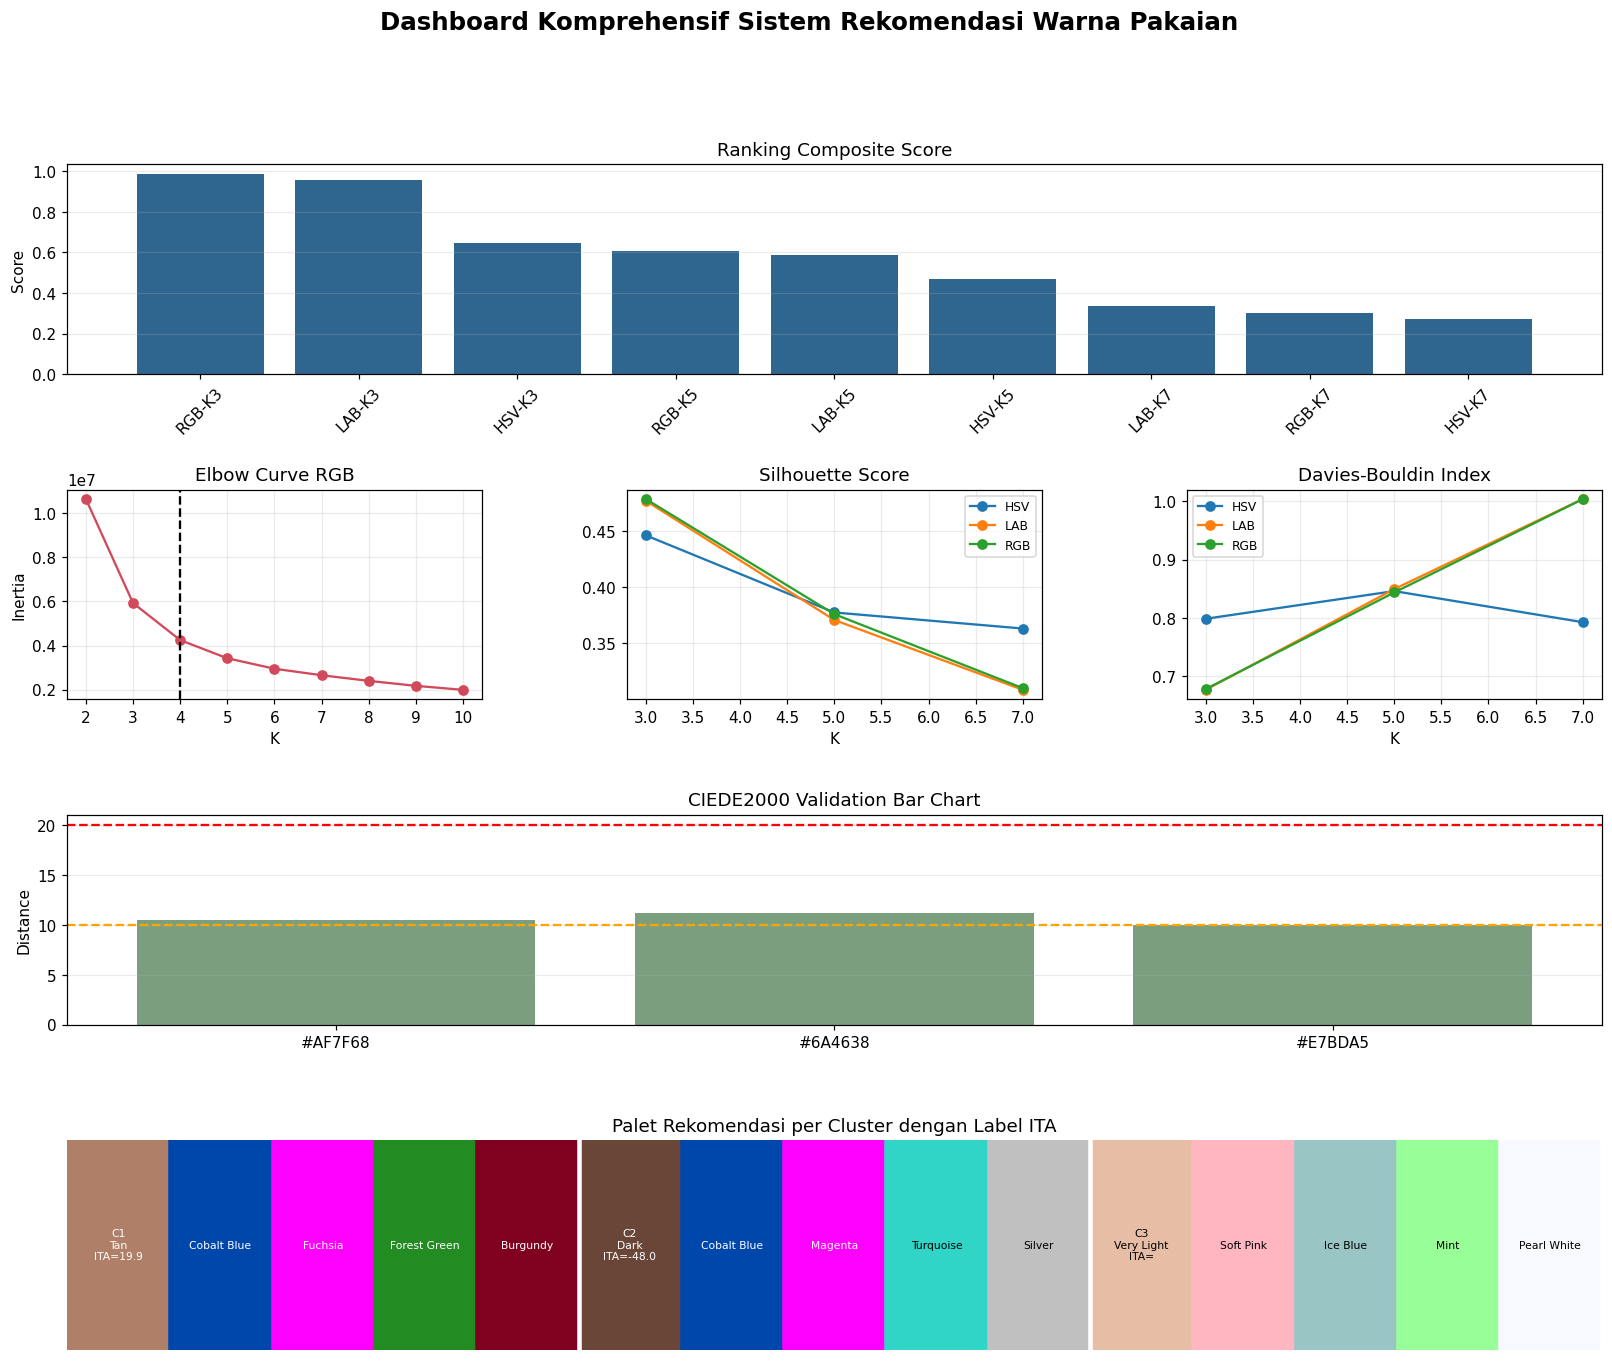 Dashboard Komprehensif Sistem Rekomendasi Warna Pakaian
Ranking Composite Score
Score
1.0
0.8
0.6
0.4
0.2
0.0
RGB-K3 LAB-K3 HSV-K3 RGB-K5 LAB-K5 HSV-K5 LAB-K7 RGB-K7 HSV-K7
Elbow Curve RGB
1e7
Inertia
1.0
0.8
0.6
0.4
0.2
2 3 4 5 6 7 8 9 10
K
Silhouette Score
HSV
LAB
RGB
0.45
0.40
0.35
3.0 3.5 4.0 4.5 5.0 5.5 6.0 6.5 7.0
K
Davies-Bouldin Index
HSV
LAB
RGB
1.0
0.9
0.8
0.7
3.0 3.5 4.0 4.5 5.0 5.5 6.0 6.5 7.0
K
CIEDE2000 Validation Bar Chart
Distance
20
15
10
5
0
#AF7F68 #6A4638 #E7BDA5
Palet Rekomendasi per Cluster dengan Label ITA
C1
Tan
ITA=19.9
Cobalt Blue
Fuchsia
Forest Green
Burgundy
C2
Dark
ITA=-48.0
Cobalt Blue
Magenta
Turquoise
Silver
C3
Very Light
ITA=
Soft Pink
Ice Blue
Mint
Pearl White